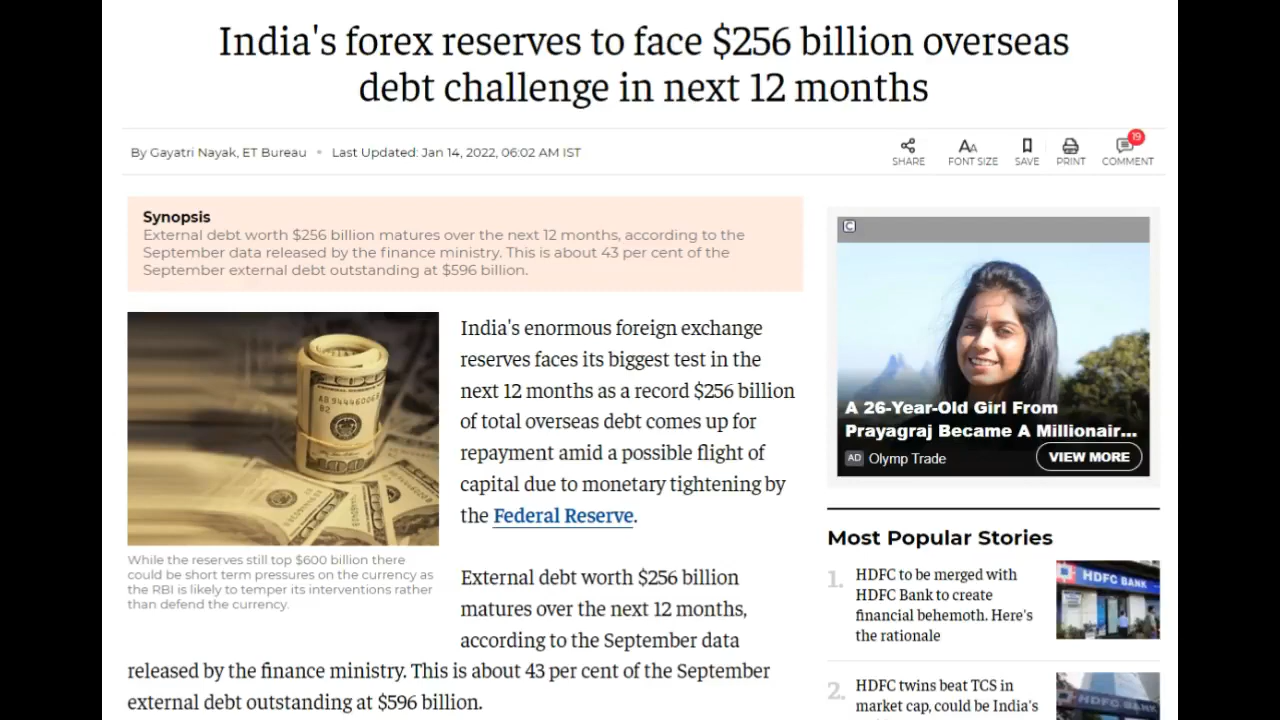 India's forex reserves to face $256 billion overseas
debt challenge in next 12 months
By Gayatri Nayak, ET Bureau • Last Updated: Jan 14, 2022, 06:02 AM IST
SHARE
FONT SIZE
SAVE
PRINT
19
COMMENT
Synopsis
External debt worth $256 billion matures over the next 12 months, according to the
September data released by the finance ministry. This is about 43 per cent of the
September external debt outstanding at $596 billion.
India's enormous foreign exchange
reserves faces its biggest test in the
next 12 months as a record $256 billion
of total overseas debt comes up for
repayment amid a possible flight of
capital due to monetary tightening by
the Federal Reserve.
While the reserves still top $600 billion there
could be short term pressures on the currency as
the RBI is likely to temper its interventions rather
than defend the currency.
External debt worth $256 billion
matures over the next 12 months,
according to the September data
released by the finance ministry. This is about 43 per cent of the September
external debt outstanding at $596 billion.
C
A 26-Year-Old Girl From
Prayagraj Became A Millionair...
AD Olymp Trade
VIEW MORE
Most Popular Stories
1. HDFC to be merged with
HDFC Bank to create
financial behemoth. Here's
the rationale
HDFC BANK
2. HDFC twins beat TCS in
market cap, could be India's
HDFC BANK